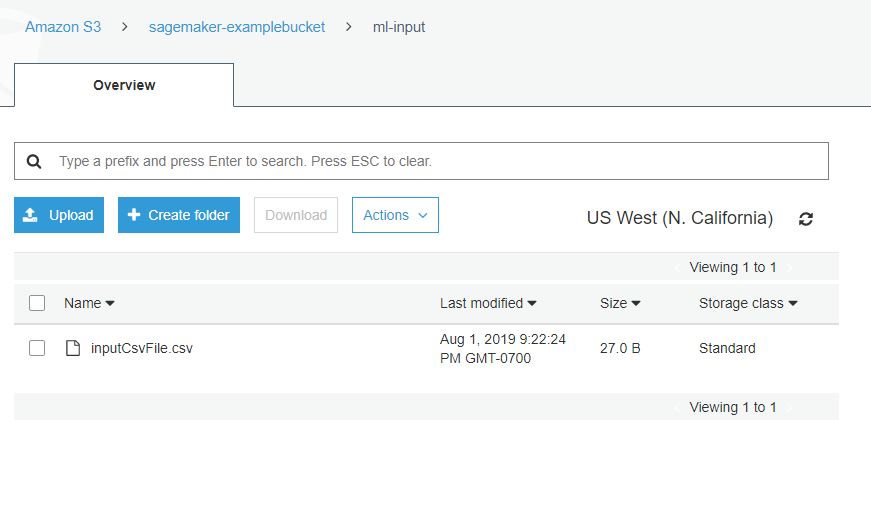 Amazon S3 > sagemaker-examplebucket > ml-input
Overview
Type a prefix and press Enter to search. Press ESC to clear.
Upload + Create folder Download Actions US West (N. California)
Viewing 1 to 1
Name Last modified Size Storage class
inputCsvFile.csv Aug 1, 2019 9:22:24 PM GMT-0700 27.0 B Standard
Viewing 1 to 1